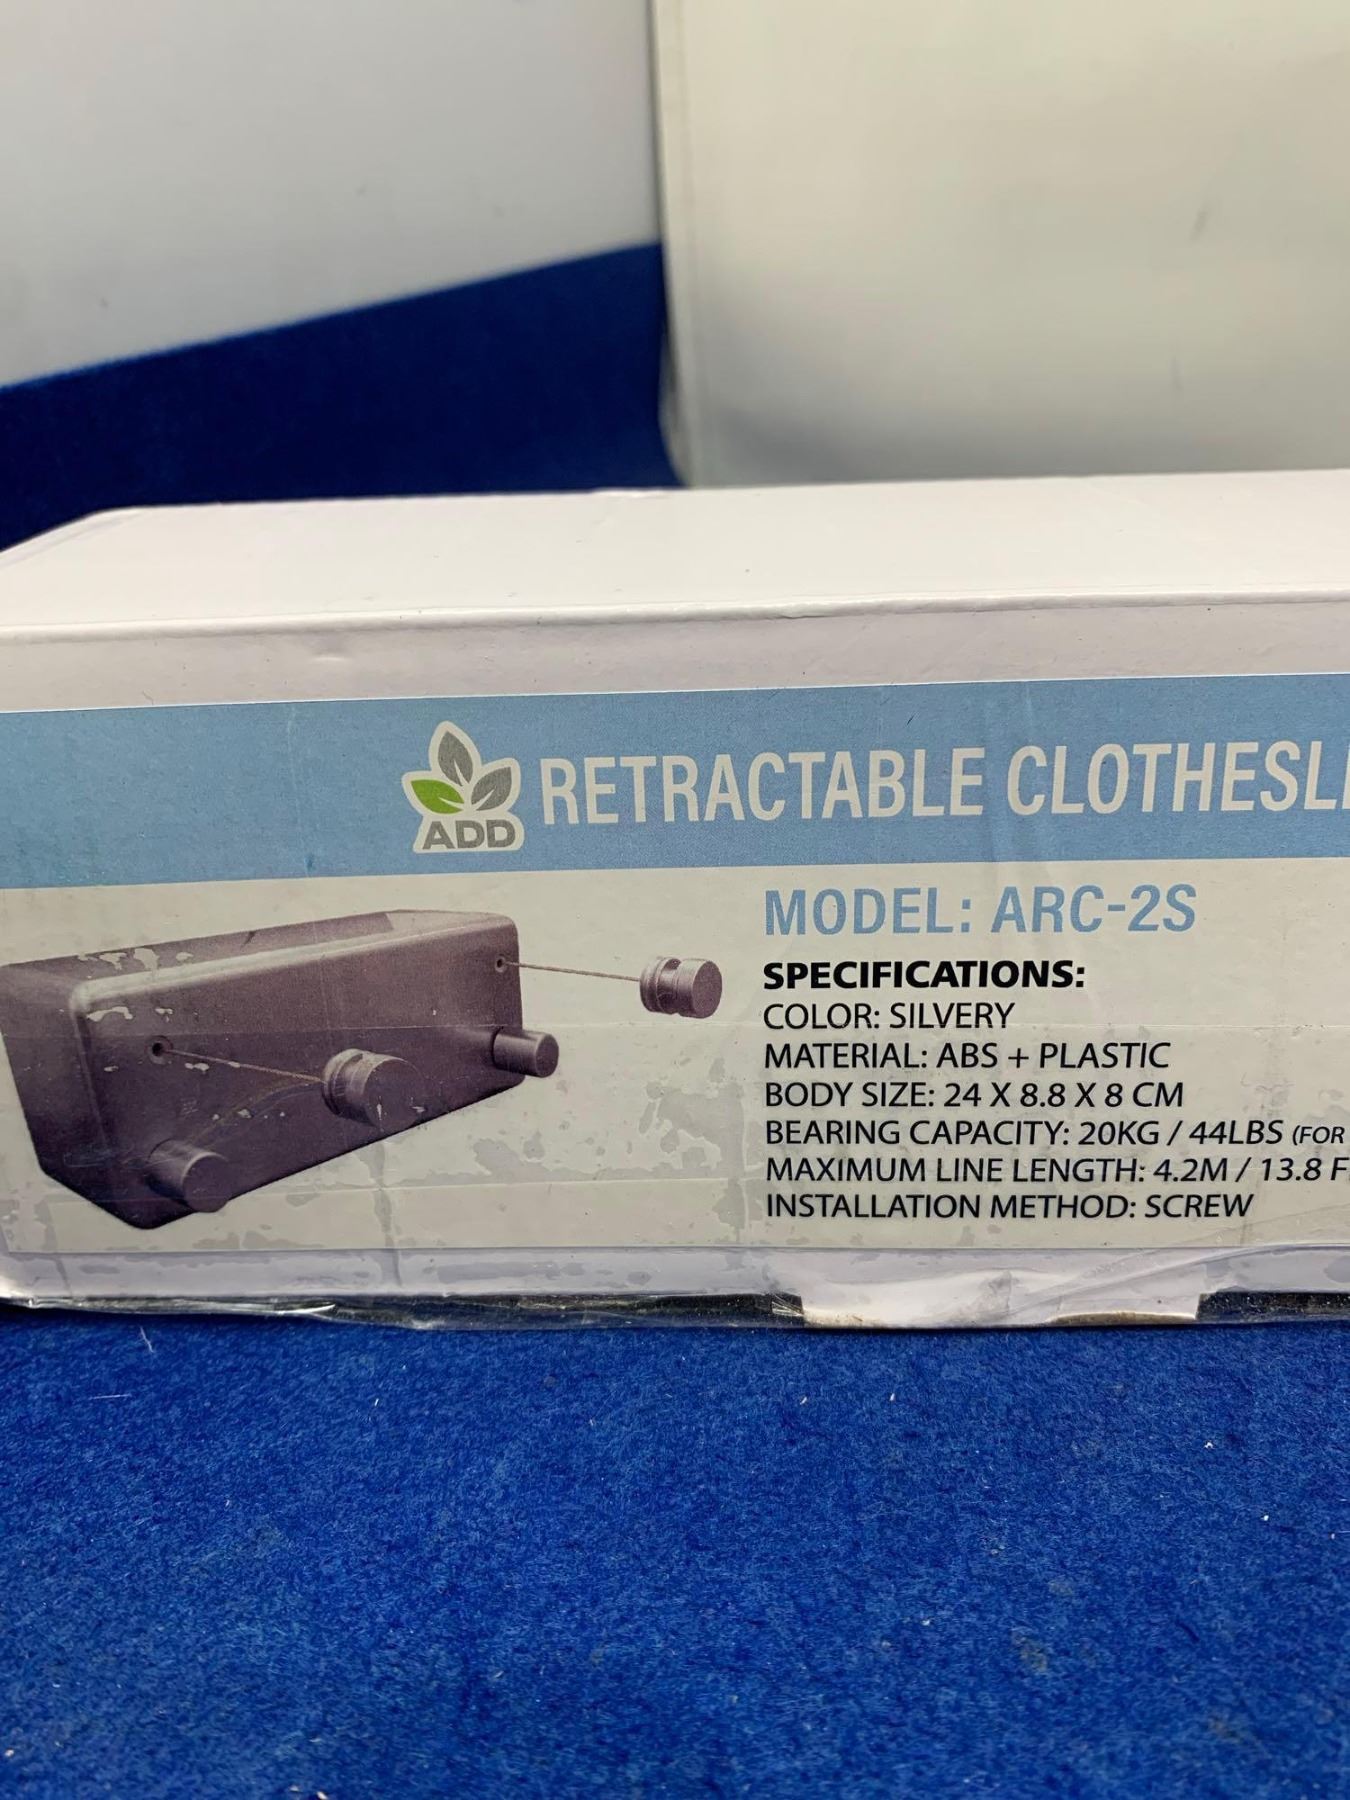 ADD
RETRACTABLE CLOTHESLI
MODEL: ARC-2S
SPECIFICATIONS:
COLOR: SILVERY
MATERIAL: ABS + PLASTIC
BODY SIZE: 24 X 8.8 X 8 CM
BEARING CAPACITY: 20KG / 44LBS (FOR
MAXIMUM LINE LENGTH: 4.2M / 13.8 F
INSTALLATION METHOD: SCREW